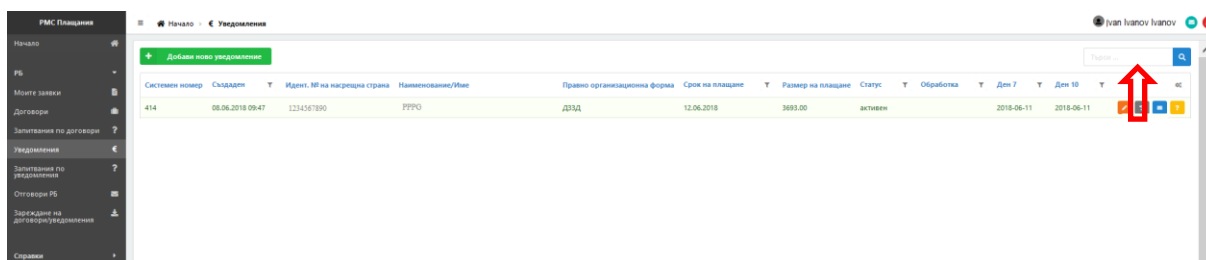 РМС Плащания
Начало › € Уведомления
Ivan Ivanov Ivanov
Начало
РБ
Моите заявки
Договори
Запитвания по договори ?
Уведомления €
Запитвания по уведомления ?
Отговори РБ
Зареждане на договори/уведомления
Справки
+ Добави ново уведомление
Търси ...
Системен номер Създаден Идент. № на насрещна страна Наименование/Име Правно организационна форма Срок на плащане Размер на плащане Статус Обработка Ден 7 Ден 10
414 08.06.2018 09:47 1234567890 PPPG ДЗЗД 12.06.2018 3693.00 активен 2018-06-11 2018-06-11 ?